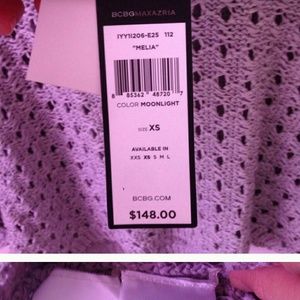 BCBGMAXAZRIA
IYY1I206-E25 112
"MELIA"
8 85362 48720 7
COLOR MOONLIGHT
SIZE XS
AVAILABLE IN
XXS XS S M L
BCBG.COM
$148.00